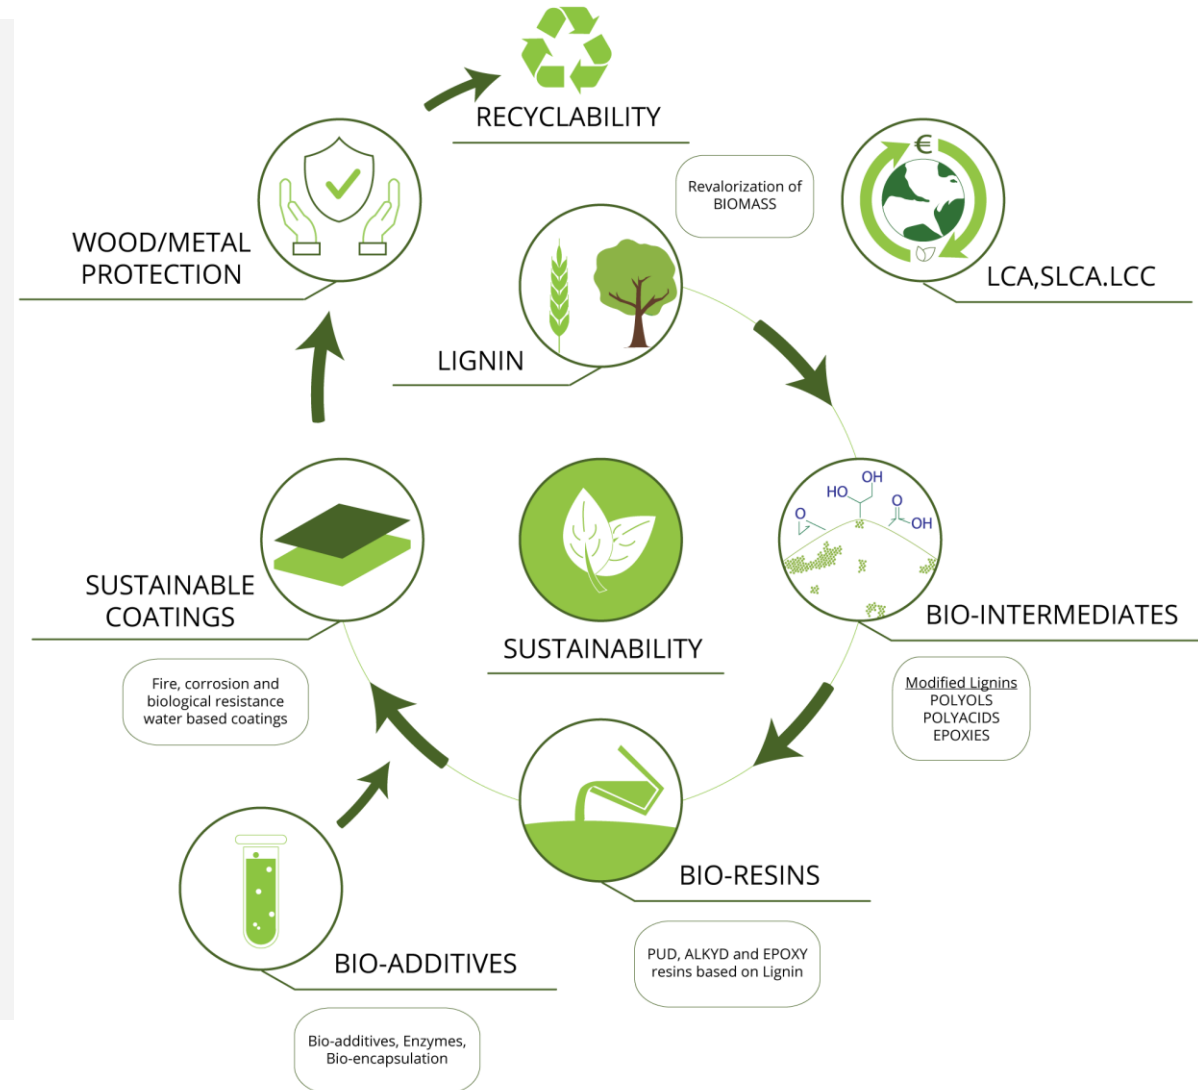 RECYCLABILITY
Revalorization of
BIOMASS
€
WOOD/METAL
PROTECTION
LCA,SLCA.LCC
LIGNIN
OH
HO
O
O
OH
SUSTAINABLE
COATINGS
BIO-INTERMEDIATES
SUSTAINABILITY
Fire, corrosion and
biological resistance
water based coatings
Modified Lignins
POLYOLS
POLYACIDS
EPOXIES
BIO-RESINS
PUD, ALKYD and EPOXY
resins based on Lignin
BIO-ADDITIVES
Bio-additives, Enzymes,
Bio-encapsulation